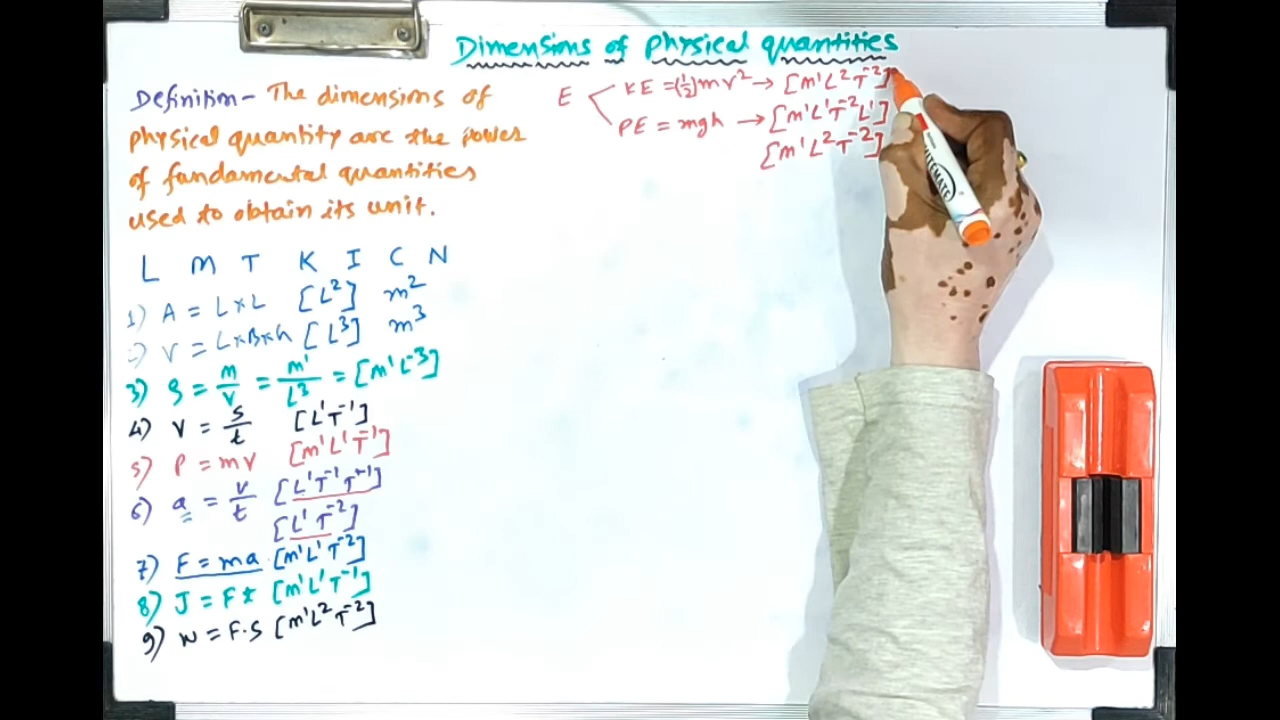 Dimensions of physical quantities
Definition - The dimensions of
physical quantity are the power
of fundamental quantities
used to obtain its unit.
L M T K I C N
1) A = L×L [L²] m²
2) V = L×B×h [L³] m³
3) ρ = m/V = m¹/L³ = [m¹L⁻³]
4) v = s/t [L¹T⁻¹]
5) P = mv [m¹L¹T⁻¹]
6) a = v/t [L¹T⁻¹T⁻¹]
[L¹T⁻²]
7) F = ma [m¹L¹T⁻²]
8) J = F t [m¹L¹T⁻¹]
9) W = F·S [m¹L²T⁻²]
E
KE = (1/2)mv² → [m¹L²T⁻²]
PE = mgh → [m¹L¹T⁻²L¹]
[m¹L²T⁻²]
WHITEMATE